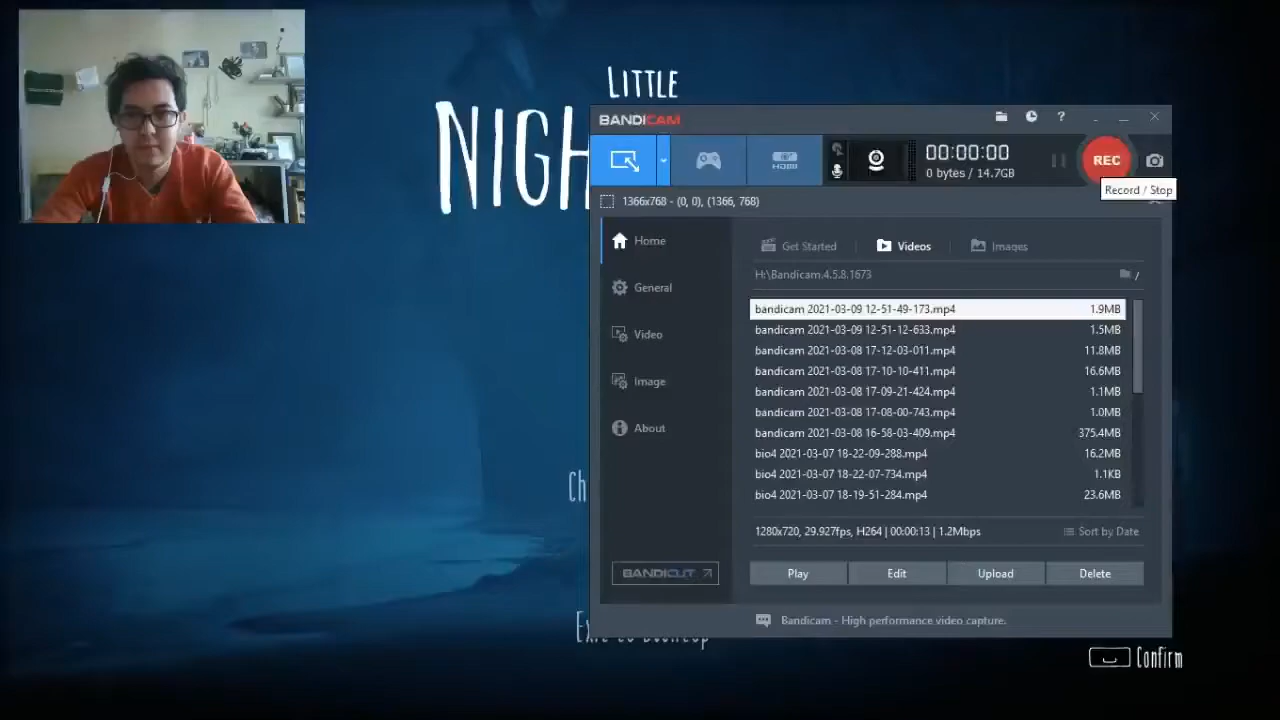 LITTLE
NIGH
BANDICAM
?
HDMI
00:00:00
0 bytes / 14.7GB
REC
Record / Stop
1366x768 - (0, 0), (1366, 768)
Home
General
Video
Image
About
Get Started
Videos
Images
H:\Bandicam.4.5.8.1673
bandicam 2021-03-09 12-51-49-173.mp4 1.9MB
bandicam 2021-03-09 12-51-12-633.mp4 1.5MB
bandicam 2021-03-08 17-12-03-011.mp4 11.8MB
bandicam 2021-03-08 17-10-10-411.mp4 16.6MB
bandicam 2021-03-08 17-09-21-424.mp4 1.1MB
bandicam 2021-03-08 17-08-00-743.mp4 1.0MB
bandicam 2021-03-08 16-58-03-409.mp4 375.4MB
bio4 2021-03-07 18-22-09-288.mp4 16.2MB
bio4 2021-03-07 18-22-07-734.mp4 1.1KB
bio4 2021-03-07 18-19-51-284.mp4 23.6MB
1280x720, 29.927fps, H264 | 00:00:13 | 1.2Mbps
Sort by Date
BANDICUT
Play
Edit
Upload
Delete
Bandicam - High performance video capture.
Ch
Exit to Desktop
Confirm